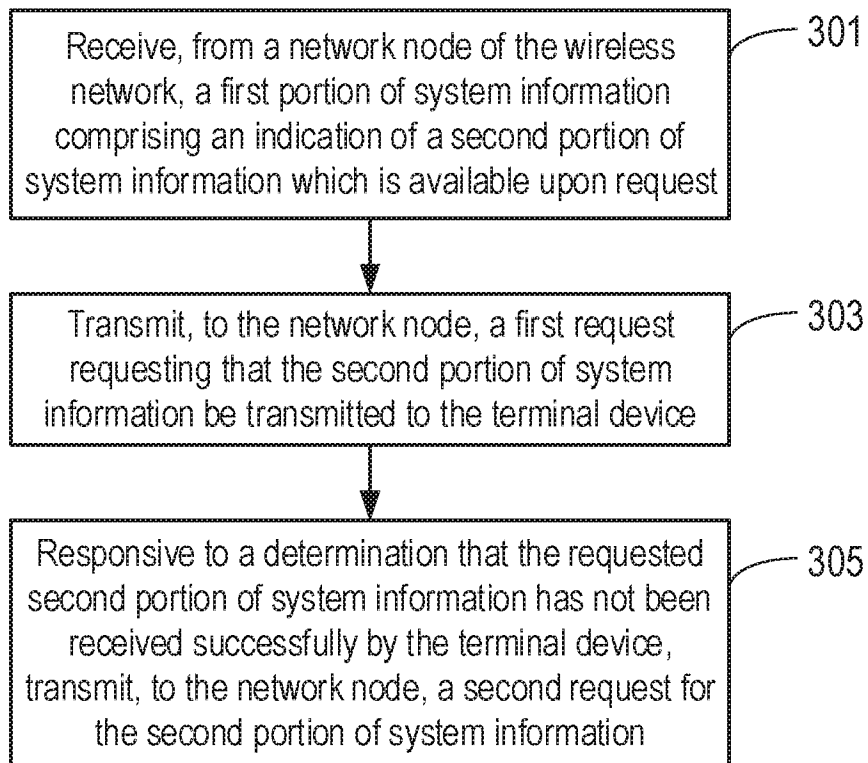 Receive, from a network node of the wireless
network, a first portion of system information
comprising an indication of a second portion of
system information which is available upon request
301
Transmit, to the network node, a first request
requesting that the second portion of system
information be transmitted to the terminal device
303
Responsive to a determination that the requested
second portion of system information has not been
received successfully by the terminal device,
transmit, to the network node, a second request for
the second portion of system information
305